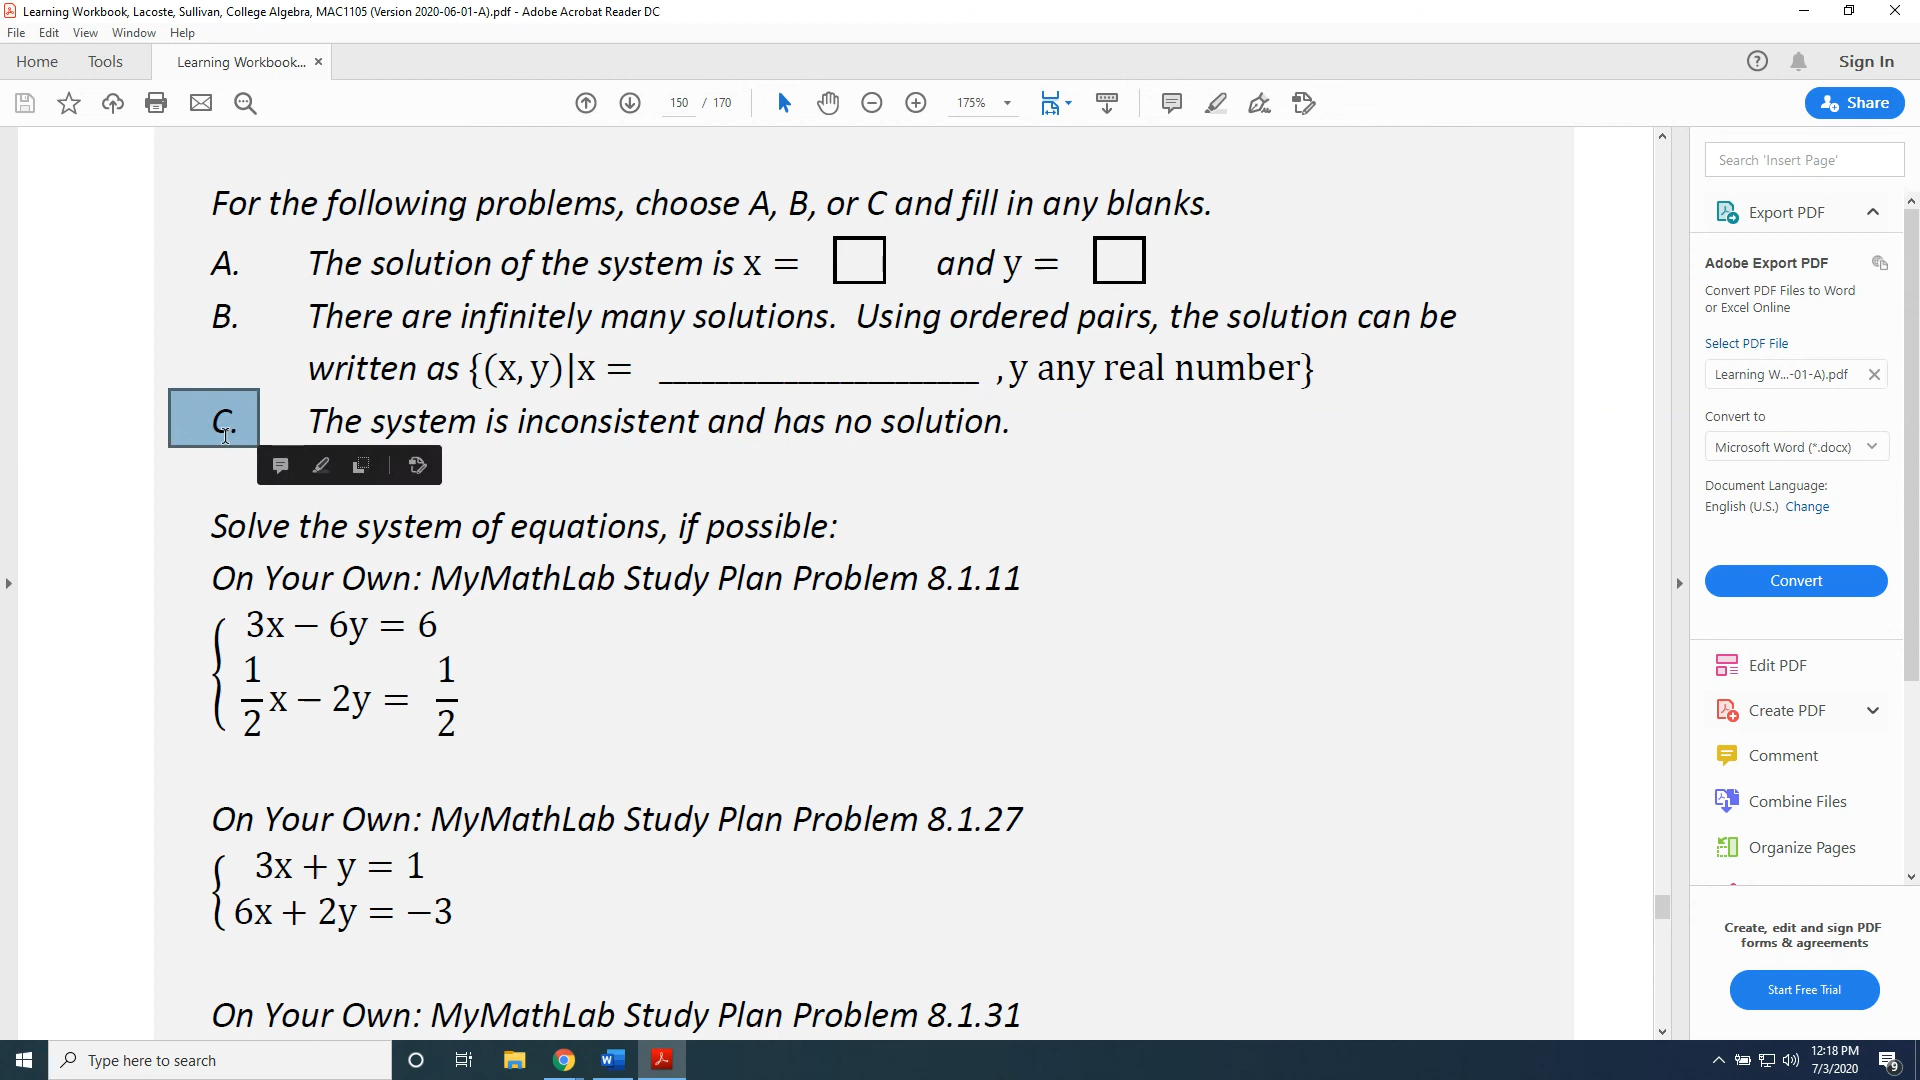 Learning Workbook, Lacoste, Sullivan, College Algebra, MAC1105 (Version 2020-06-01-A).pdf - Adobe Acrobat Reader DC
File Edit View Window Help
Home Tools Learning Workbook... × Sign In
150 / 170 175% Share
For the following problems, choose A, B, or C and fill in any blanks.
A. The solution of the system is x = and y =
B. There are infinitely many solutions. Using ordered pairs, the solution can be
written as {(x, y)|x = ____________________ , y any real number}
C. The system is inconsistent and has no solution.
Solve the system of equations, if possible:
On Your Own: MyMathLab Study Plan Problem 8.1.11
3x − 6y = 6
1/2 x − 2y = 1/2
On Your Own: MyMathLab Study Plan Problem 8.1.27
3x + y = 1
6x + 2y = −3
On Your Own: MyMathLab Study Plan Problem 8.1.31
Search 'Insert Page'
Export PDF
Adobe Export PDF
Convert PDF Files to Word
or Excel Online
Select PDF File
Learning W...-01-A).pdf
Convert to
Microsoft Word (*.docx)
Document Language:
English (U.S.) Change
Convert
Edit PDF
Create PDF
Comment
Combine Files
Organize Pages
Create, edit and sign PDF
forms & agreements
Start Free Trial
Type here to search
12:18 PM
7/3/2020
9